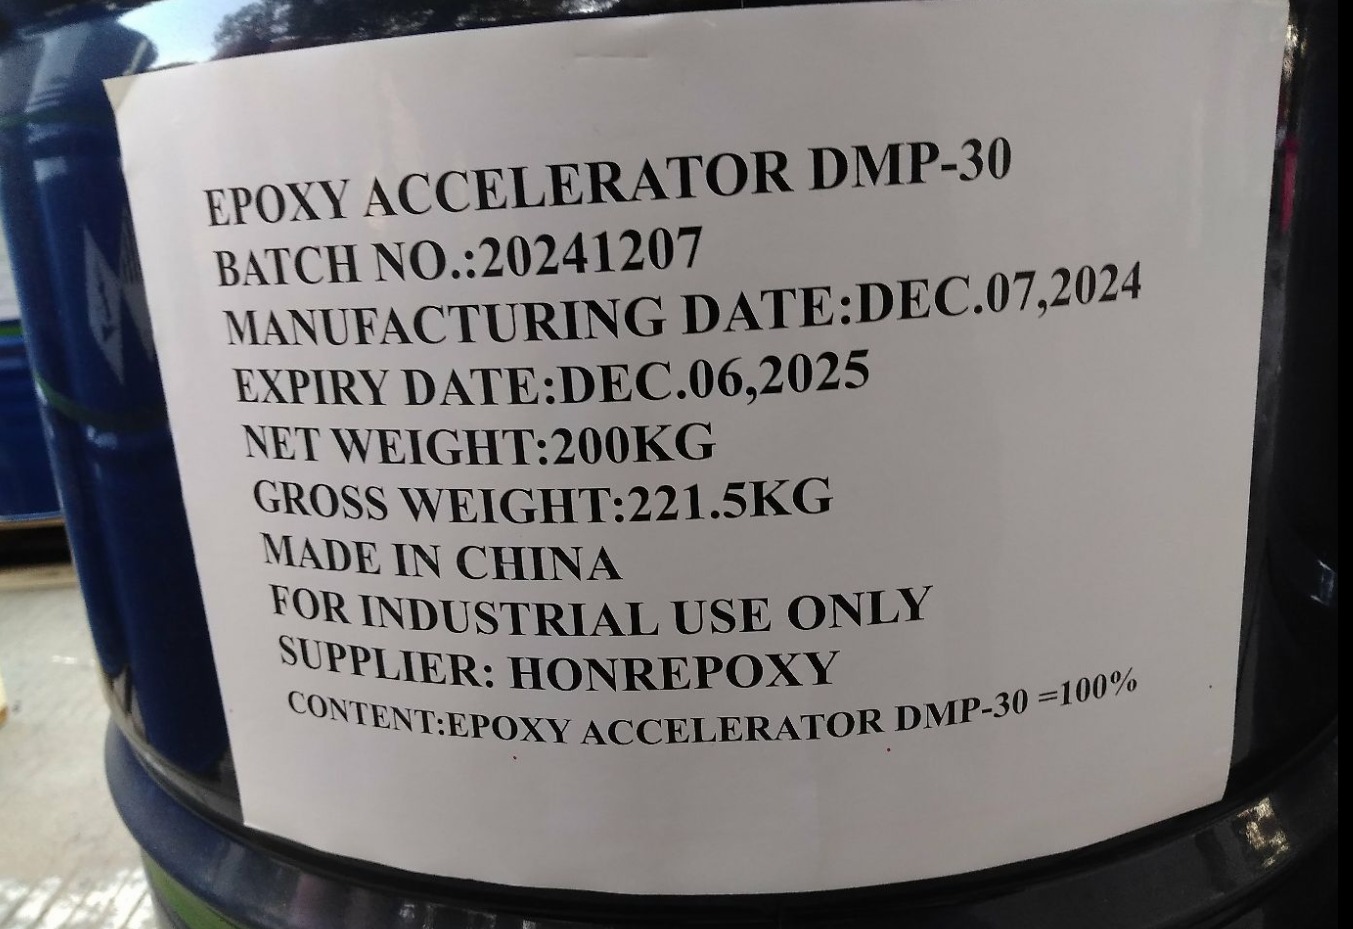 EPOXY ACCELERATOR DMP-30
BATCH NO.:20241207
MANUFACTURING DATE:DEC.07,2024
EXPIRY DATE:DEC.06,2025
NET WEIGHT:200KG
GROSS WEIGHT:221.5KG
MADE IN CHINA
FOR INDUSTRIAL USE ONLY
SUPPLIER: HONREPOXY
CONTENT:EPOXY ACCELERATOR DMP-30 =100%